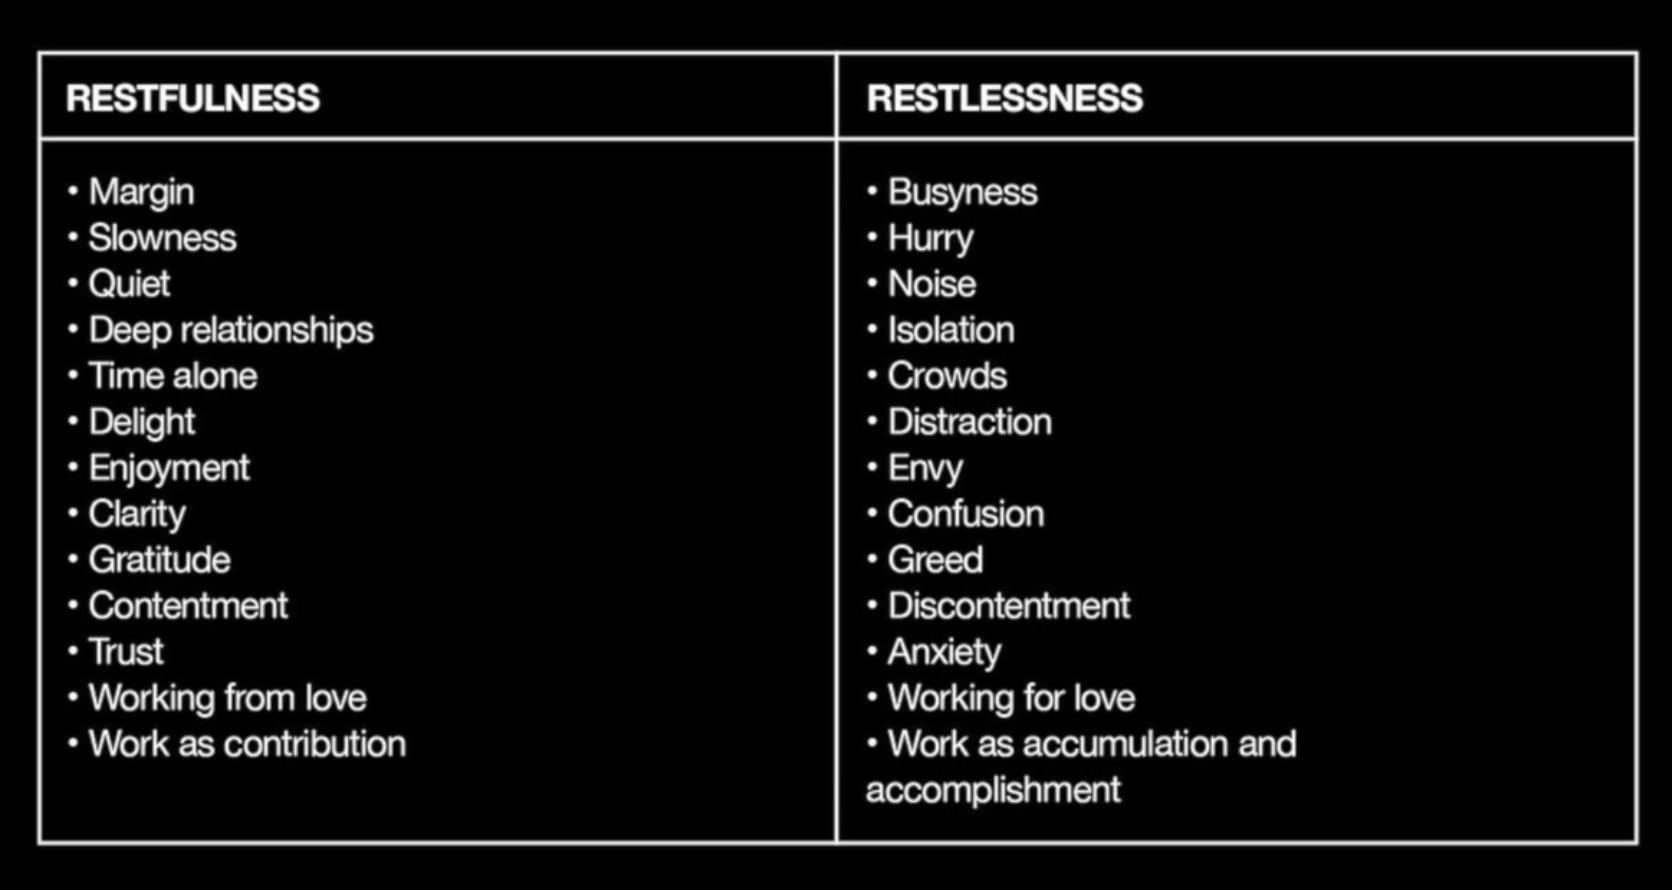 RESTFULNESS
• Margin
• Slowness
• Quiet
• Deep relationships
• Time alone
• Delight
• Enjoyment
• Clarity
• Gratitude
• Contentment
• Trust
• Working from love
• Work as contribution
RESTLESSNESS
• Busyness
• Hurry
• Noise
• Isolation
• Crowds
• Distraction
• Envy
• Confusion
• Greed
• Discontentment
• Anxiety
• Working for love
• Work as accumulation and
accomplishment